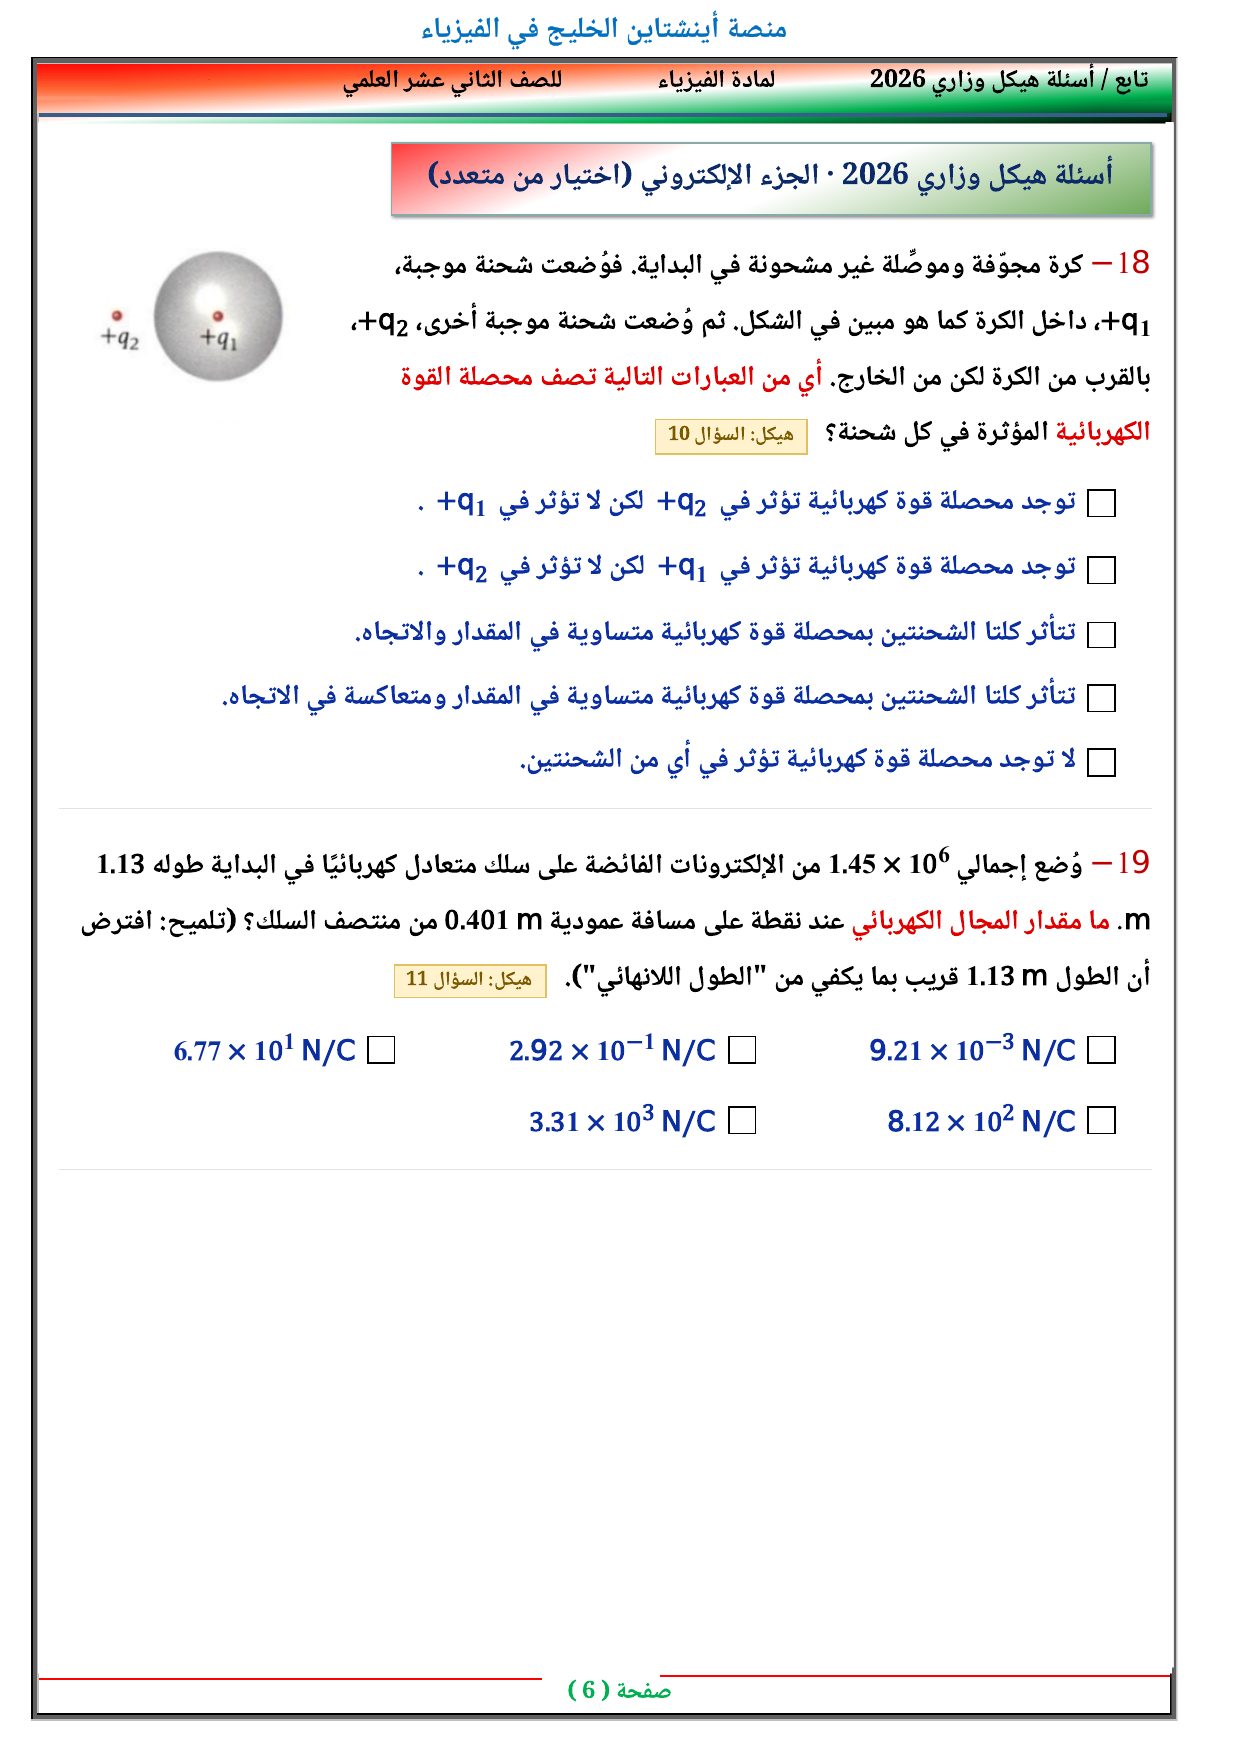 منصة أينشتاين الخليج في الفيزياء
تابع / أسئلة هيكل وزاري 2026 لمادة الفيزياء للصف الثاني عشر العلمي
أسئلة هيكل وزاري 2026 · الجزء الإلكتروني (اختيار من متعدد)
18– كرة مجوّفة وموصِّلة غير مشحونة في البداية. فوُضعت شحنة موجبة،
+q₁، داخل الكرة كما هو مبين في الشكل. ثم وُضعت شحنة موجبة أخرى، +q₂،
بالقرب من الكرة لكن من الخارج. أي من العبارات التالية تصف محصلة القوة
الكهربائية المؤثرة في كل شحنة؟ هيكل: السؤال 10
+q₂ +q₁
توجد محصلة قوة كهربائية تؤثر في +q₂ لكن لا تؤثر في +q₁ .
توجد محصلة قوة كهربائية تؤثر في +q₁ لكن لا تؤثر في +q₂ .
تتأثر كلتا الشحنتين بمحصلة قوة كهربائية متساوية في المقدار والاتجاه.
تتأثر كلتا الشحنتين بمحصلة قوة كهربائية متساوية في المقدار ومتعاكسة في الاتجاه.
لا توجد محصلة قوة كهربائية تؤثر في أي من الشحنتين.
19– وُضع إجمالي 1.45 × 10⁶ من الإلكترونات الفائضة على سلك متعادل كهربائيًا في البداية طوله 1.13
m. ما مقدار المجال الكهربائي عند نقطة على مسافة عمودية 0.401 m من منتصف السلك؟ (تلميح: افترض
أن الطول 1.13 m قريب بما يكفي من "الطول اللانهائي"). هيكل: السؤال 11
9.21 × 10⁻³ N/C 2.92 × 10⁻¹ N/C 6.77 × 10¹ N/C
8.12 × 10² N/C 3.31 × 10³ N/C
صفحة ( 6 )